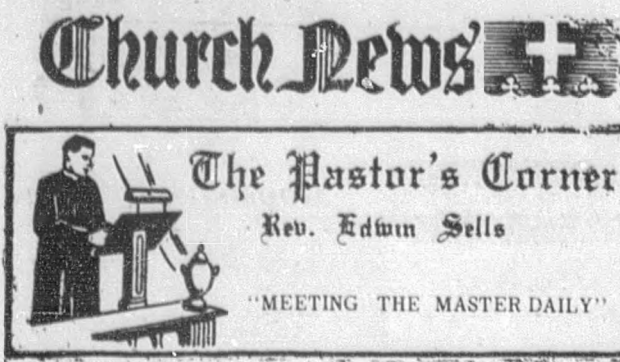 Church News
The Pastor's Corner
Rev. Edwin Sells
"MEETING THE MASTER DAILY"